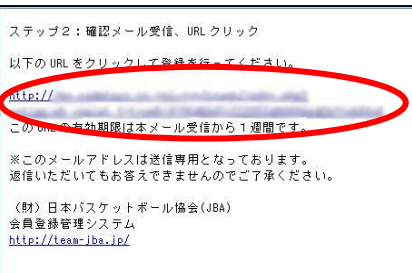 ステップ２：確認メール受信、URLクリック
以下のURLをクリックして登録を行ってください。
http://
このURLの有効期限は本メール受信から１週間です。
※このメールアドレスは送信専用となっております。
返信いただいてもお答えできませんのでご了承ください。
（財）日本バスケットボール協会(JBA)
会員登録管理システム
http://team-jba.jp/